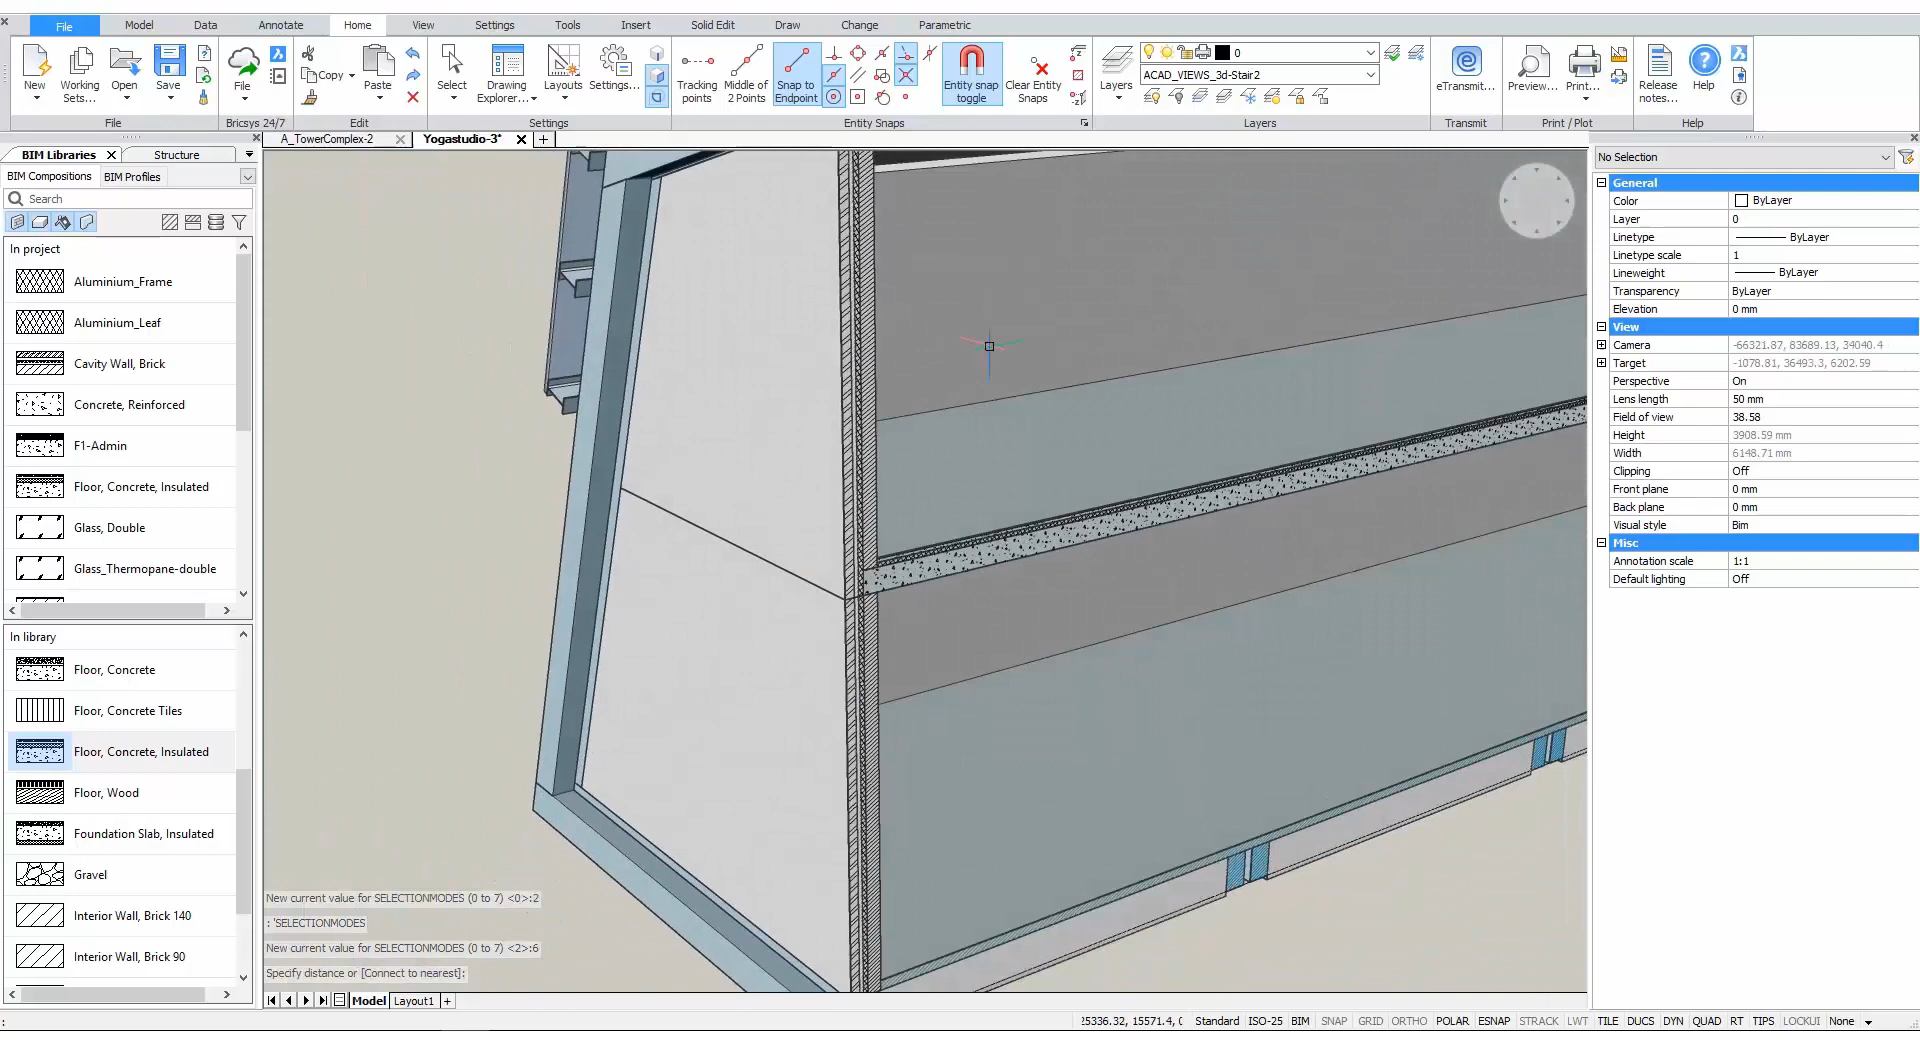 File Model Data Annotate Home View Settings Tools Insert Solid Edit Draw Change Parametric
New Working Sets... Open Save File Copy Paste Select Drawing Explorer... Layouts Settings... Tracking points Middle of 2 Points Snap to Endpoint Entity snap toggle Clear Entity Snaps Layers 0 ACAD_VIEWS_3d-Stair2 eTransmit... Preview... Print... Release notes... Help
File Bricsys 24/7 Edit Settings Entity Snaps Layers Transmit Print / Plot Help
A_TowerComplex-2 Yogastudio-3*
BIM Libraries Structure
BIM Compositions BIM Profiles
Search
In project
Aluminium_Frame
Aluminium_Leaf
Cavity Wall, Brick
Concrete, Reinforced
F1-Admin
Floor, Concrete, Insulated
Glass, Double
Glass_Thermopane-double
In library
Floor, Concrete
Floor, Concrete Tiles
Floor, Concrete, Insulated
Floor, Wood
Foundation Slab, Insulated
Gravel
Interior Wall, Brick 140
Interior Wall, Brick 90
New current value for SELECTIONMODES (0 to 7) <0>:2
: 'SELECTIONMODES
New current value for SELECTIONMODES (0 to 7) <2>:6
Specify distance or [Connect to nearest]:
Model Layout1 +
No Selection
General
Color ByLayer
Layer 0
Linetype ByLayer
Linetype scale 1
Lineweight ByLayer
Transparency ByLayer
Elevation 0 mm
View
Camera -66321.87, 83689.13, 34040.4
Target -1078.81, 36493.3, 6202.59
Perspective On
Lens length 50 mm
Field of view 38.58
Height 3908.59 mm
Width 6148.71 mm
Clipping Off
Front plane 0 mm
Back plane 0 mm
Visual style Bim
Misc
Annotation scale 1:1
Default lighting Off
: 25336.32, 15571.4, 0 Standard ISO-25 BIM SNAP GRID ORTHO POLAR ESNAP STRACK LWT TILE DUCS DYN QUAD RT TIPS LOCKUI None